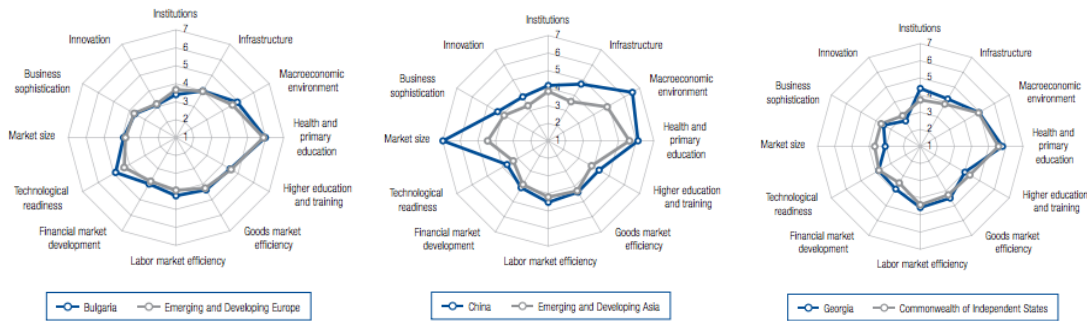 Institutions
7
6
5
4
3
2
1
Infrastructure
Macroeconomic
environment
Health and
primary
education
Higher education
and training
Goods market
efficiency
Labor market efficiency
Financial market
development
Technological
readiness
Market size
Business
sophistication
Innovation
Bulgaria
Emerging and Developing Europe
Institutions
7
6
5
4
3
2
1
Infrastructure
Macroeconomic
environment
Health and
primary
education
Higher education
and training
Goods market
efficiency
Labor market efficiency
Financial market
development
Technological
readiness
Market size
Business
sophistication
Innovation
China
Emerging and Developing Asia
Institutions
7
6
5
4
3
2
1
Infrastructure
Macroeconomic
environment
Health and
primary
education
Higher education
and training
Goods market
efficiency
Labor market efficiency
Financial market
development
Technological
readiness
Market size
Business
sophistication
Innovation
Georgia
Commonwealth of Independent States